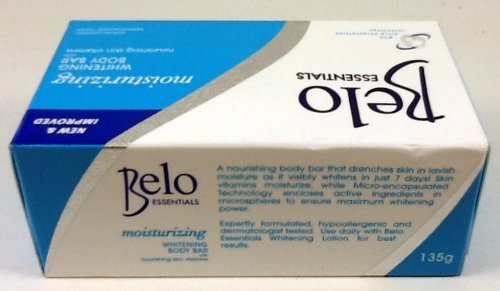 Belo
ESSENTIALS
moisturizing
WHITENING
BODY BAR
with
nourishing skin vitamins
NEW &
IMPROVED
Belo
ESSENTIALS
moisturizing
WHITENING
BODY BAR
with
nourishing skin vitamins
A nourishing body bar that drenches skin in lavish
moisture as it visibly whitens in just 7 days! Skin
vitamins moisturize, while Micro-encapsulated
Technology encloses active ingredients in
microspheres to ensure maximum whitening
power.
Expertly formulated, hypoallergenic and
dermatologist tested. Use daily with Belo
Essentials Whitening Lotion for best
results.
135g